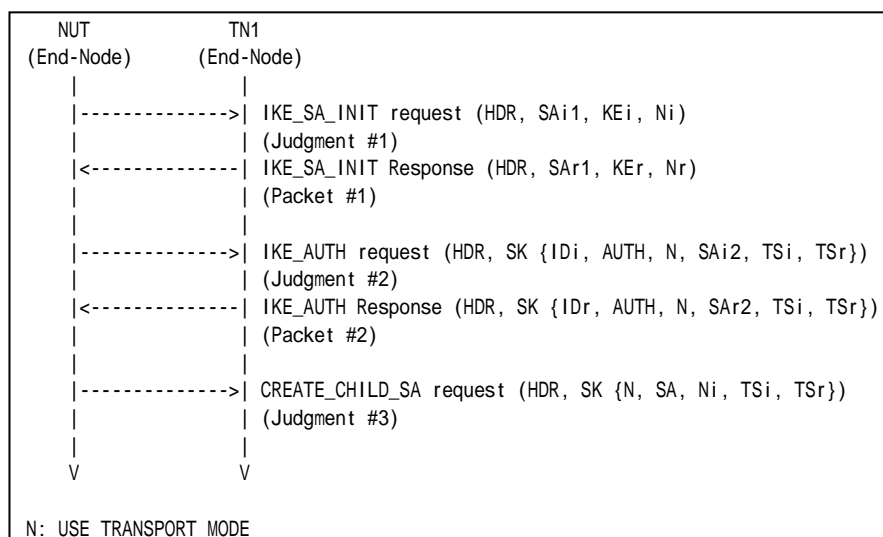 NUT TN1
(End-Node) (End-Node)
| |
|-------------->| IKE_SA_INIT request (HDR, SAi1, KEi, Ni)
| | (Judgment #1)
|<--------------| IKE_SA_INIT Response (HDR, SAr1, KEr, Nr)
| | (Packet #1)
| |
|-------------->| IKE_AUTH request (HDR, SK {IDi, AUTH, N, SAi2, TSi, TSr})
| | (Judgment #2)
|<--------------| IKE_AUTH Response (HDR, SK {IDr, AUTH, N, SAr2, TSi, TSr})
| | (Packet #2)
| |
|-------------->| CREATE_CHILD_SA request (HDR, SK {N, SA, Ni, TSi, TSr})
| | (Judgment #3)
| |
V V
N: USE TRANSPORT MODE